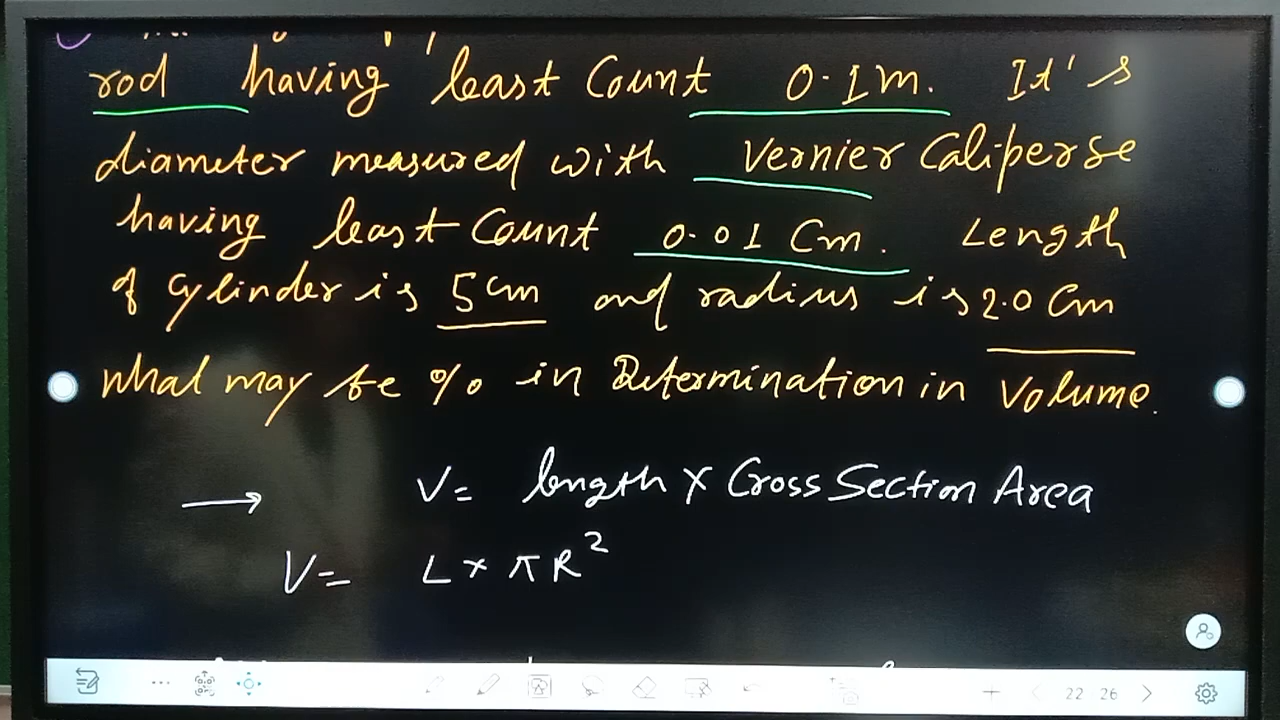 rod having least Count 0.1m. It's
diameter measured with Vernier Caliperse
having least Count 0.01 Cm. Length
of cylinder is 5cm and radius is 2.0 Cm
What may be % in Determination in Volume.
→ V = length × Cross Section Area
V = L × πR²
22 26